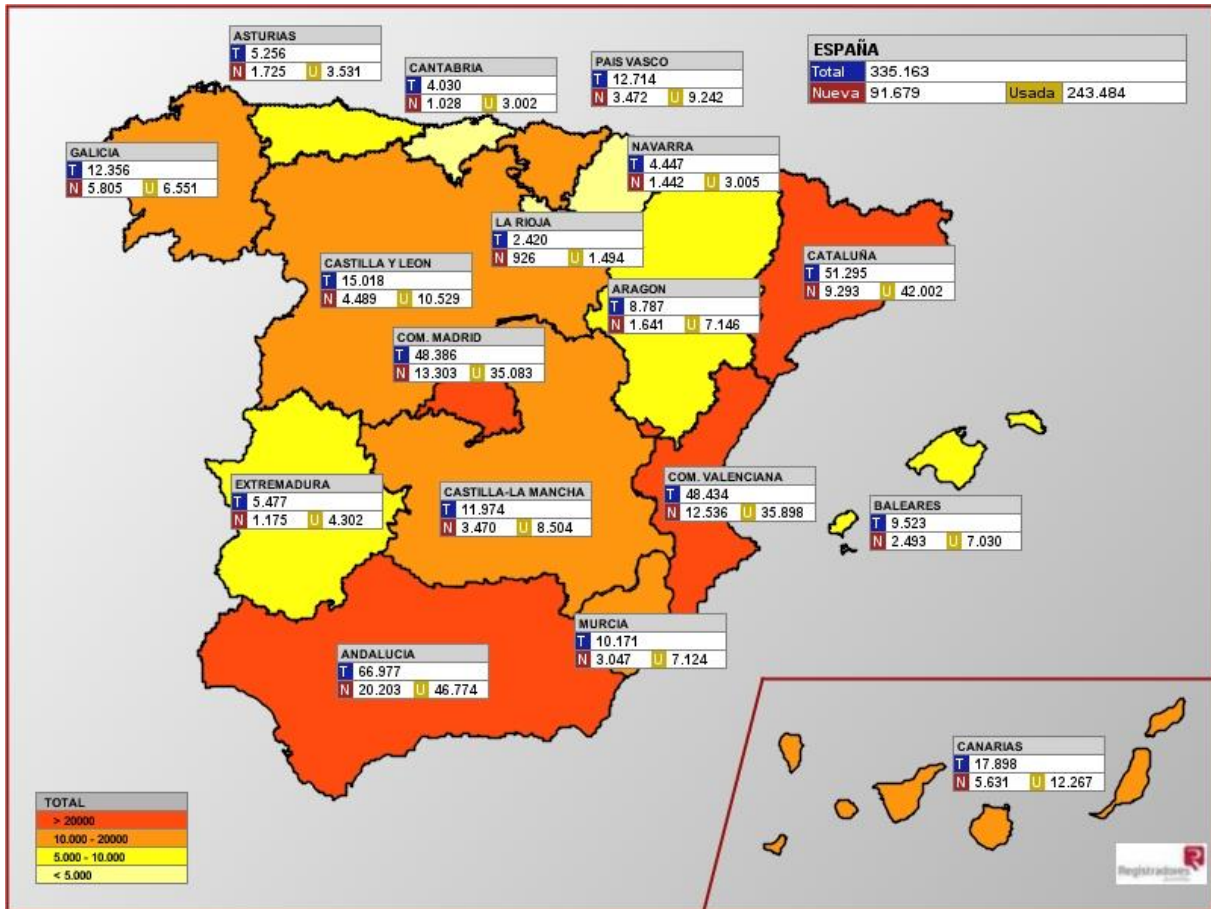 ASTURIAS
T 5.256
N 1.725 U 3.531
CANTABRIA
T 4.030
N 1.028 U 3.002
PAIS VASCO
T 12.714
N 3.472 U 9.242
ESPAÑA
Total 335.163
Nueva 91.679 Usada 243.484
GALICIA
T 12.356
N 5.805 U 6.551
NAVARRA
T 4.447
N 1.442 U 3.005
LA RIOJA
T 2.420
N 926 U 1.494
CASTILLA Y LEON
T 15.018
N 4.489 U 10.529
ARAGON
T 8.787
N 1.641 U 7.146
CATALUÑA
T 51.295
N 9.293 U 42.002
COM. MADRID
T 48.386
N 13.303 U 35.083
EXTREMADURA
T 5.477
N 1.175 U 4.302
CASTILLA-LA MANCHA
T 11.974
N 3.470 U 8.504
COM. VALENCIANA
T 48.434
N 12.536 U 35.898
BALEARES
T 9.523
N 2.493 U 7.030
MURCIA
T 10.171
N 3.047 U 7.124
ANDALUCIA
T 66.977
N 20.203 U 46.774
CANARIAS
T 17.898
N 5.631 U 12.267
TOTAL
> 20000
10.000 - 20000
5.000 - 10.000
< 5.000
Registradores